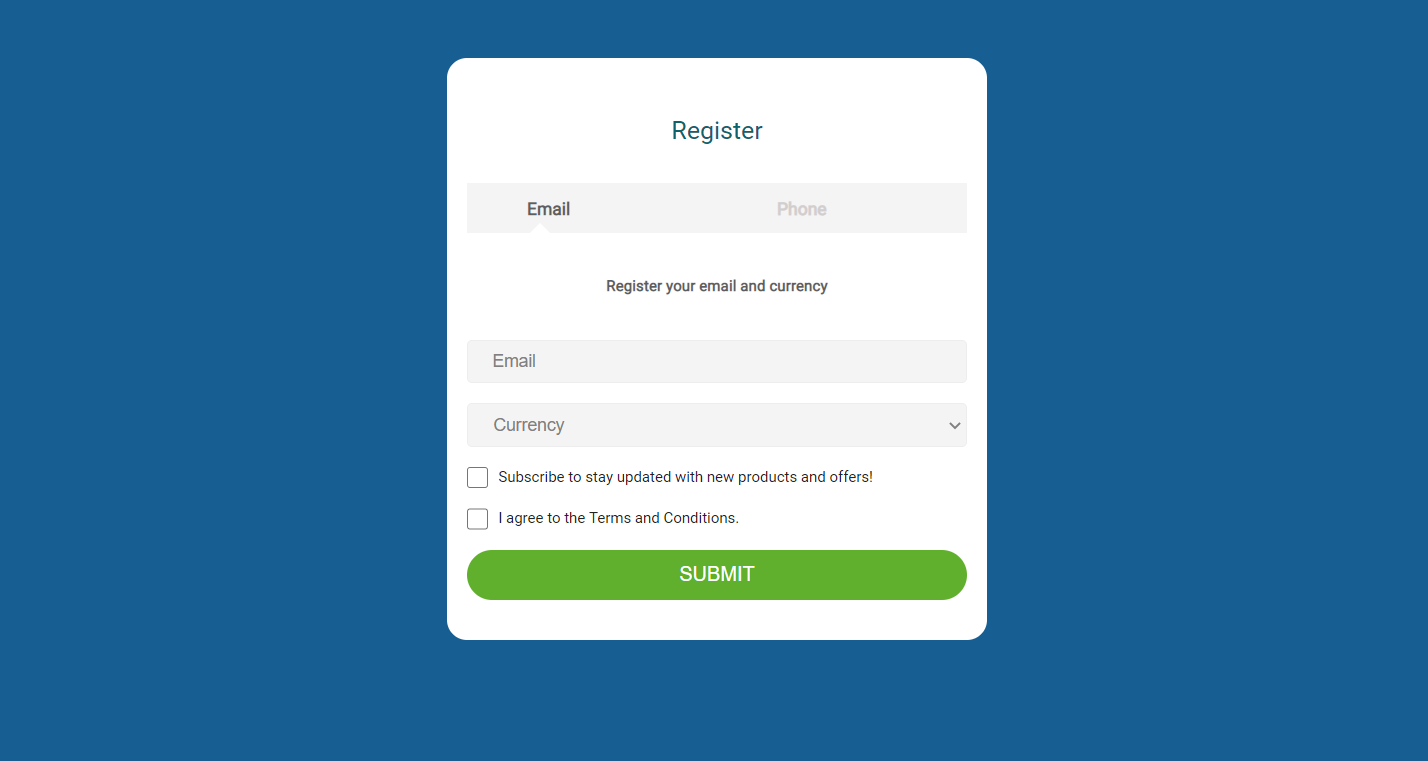 Register
Email Phone
Register your email and currency
Email
Currency
Subscribe to stay updated with new products and offers!
I agree to the Terms and Conditions.
SUBMIT